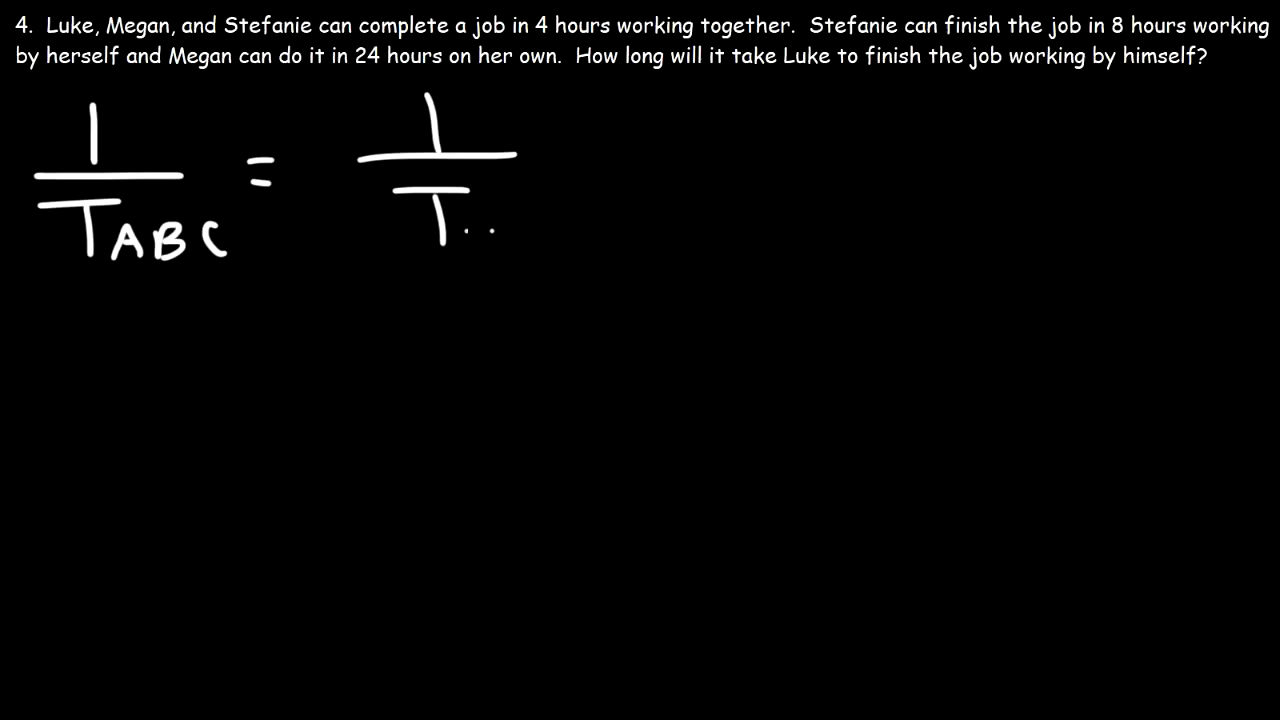 4. Luke, Megan, and Stefanie can complete a job in 4 hours working together. Stefanie can finish the job in 8 hours working
by herself and Megan can do it in 24 hours on her own. How long will it take Luke to finish the job working by himself?
1 = 1
TABC T..